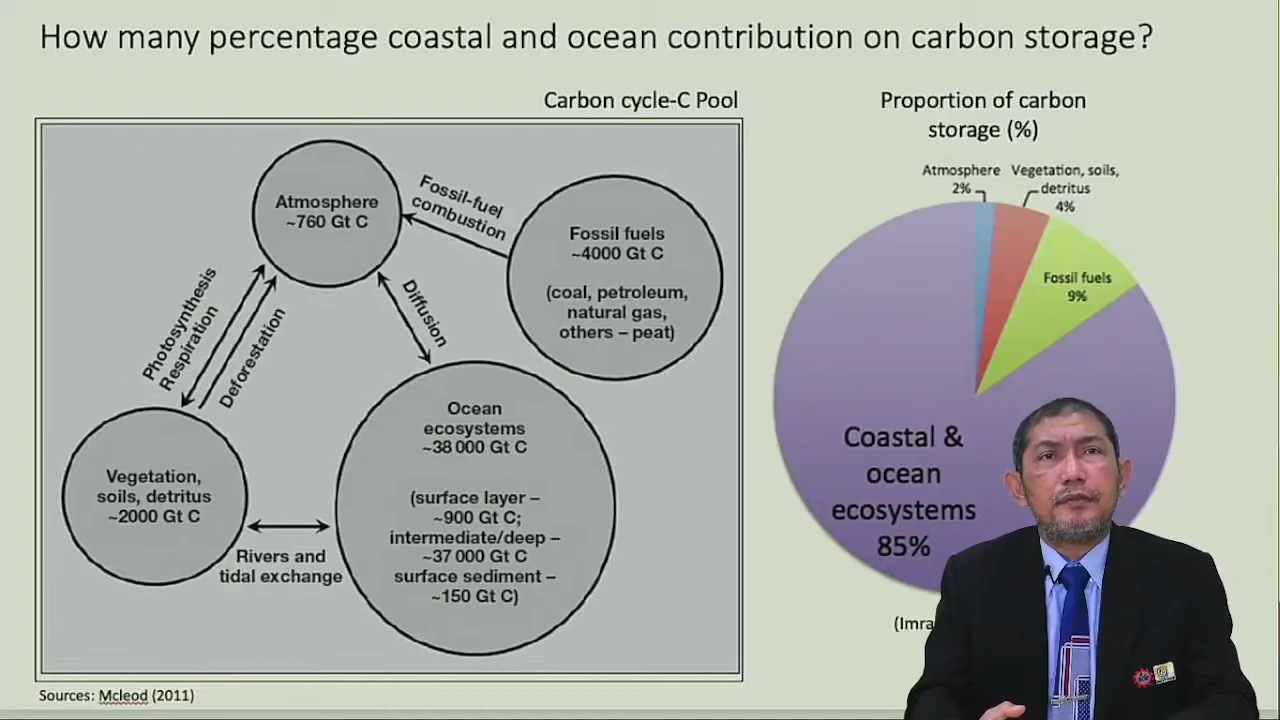 How many percentage coastal and ocean contribution on carbon storage?
Carbon cycle-C Pool
Atmosphere
~760 Gt C
Fossil-fuel
combustion
Fossil fuels
~4000 Gt C
(coal, petroleum,
natural gas,
others – peat)
Photosynthesis
Respiration
Deforestation
Diffusion
Ocean
ecosystems
~38 000 Gt C
(surface layer –
~900 Gt C;
intermediate/deep –
~37 000 Gt C
surface sediment –
~150 Gt C)
Vegetation,
soils, detritus
~2000 Gt C
Rivers and
tidal exchange
Sources: Mcleod (2011)
Proportion of carbon
storage (%)
Atmosphere
2%
Vegetation, soils,
detritus
4%
Fossil fuels
9%
Coastal &
ocean
ecosystems
85%